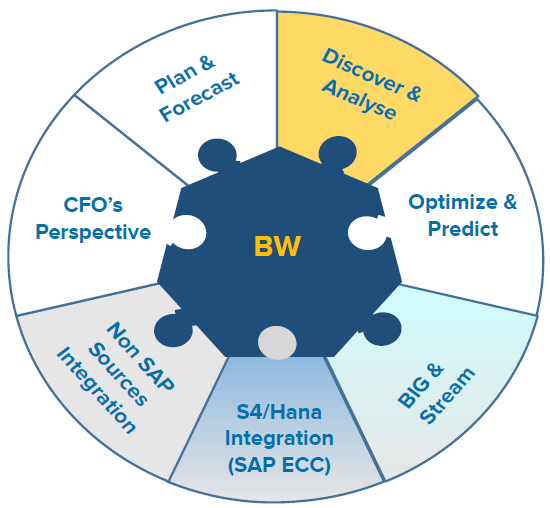 Plan &
Forecast
Discover &
Analyse
CFO's
Perspective
BW
Optimize &
Predict
Non SAP
Sources
Integration
S4/Hana
Integration
(SAP ECC)
BIG &
Stream